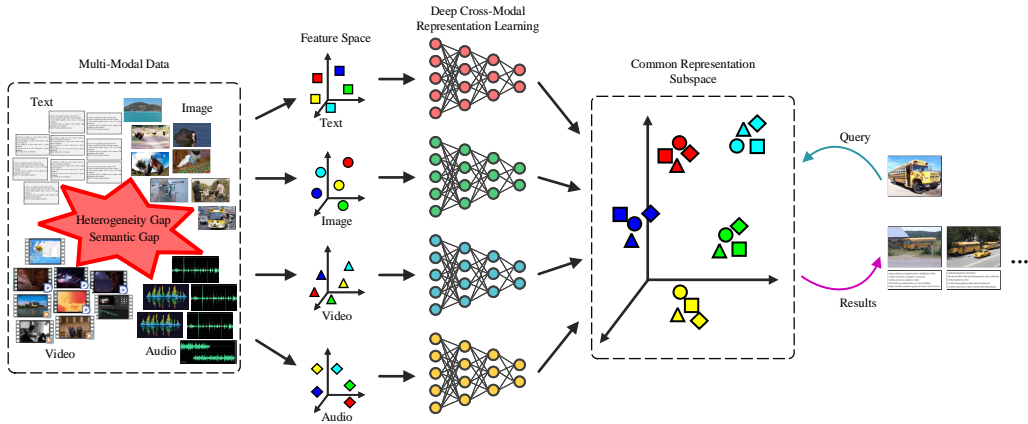 Multi-Modal Data
Text
Image
Heterogeneity Gap
Semantic Gap
Video
Audio
Feature Space
Text
Image
Video
Audio
Deep Cross-Modal
Representation Learning
Common Representation
Subspace
Query
Results
...